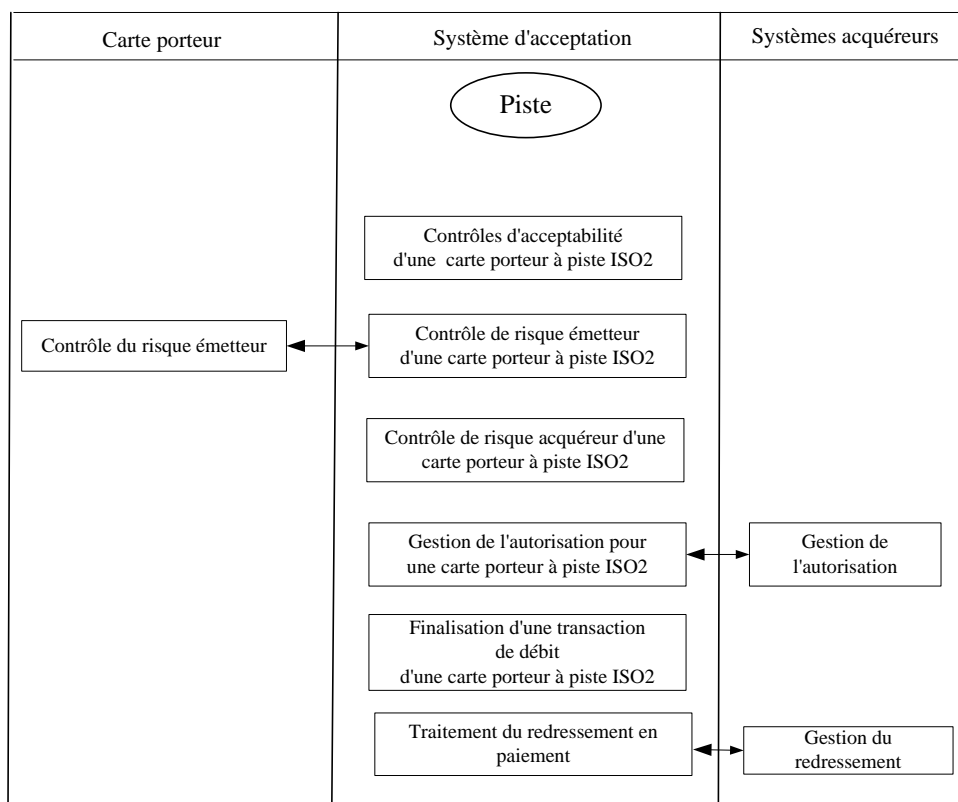 Carte porteur
Système d'acceptation
Systèmes acquéreurs
Piste
Contrôles d'acceptabilité
d'une carte porteur à piste ISO2
Contrôle du risque émetteur
Contrôle de risque émetteur
d'une carte porteur à piste ISO2
Contrôle de risque acquéreur d'une
carte porteur à piste ISO2
Gestion de l'autorisation pour
une carte porteur à piste ISO2
Gestion de
l'autorisation
Finalisation d'une transaction
de débit
d'une carte porteur à piste ISO2
Traitement du redressement en
paiement
Gestion du
redressement